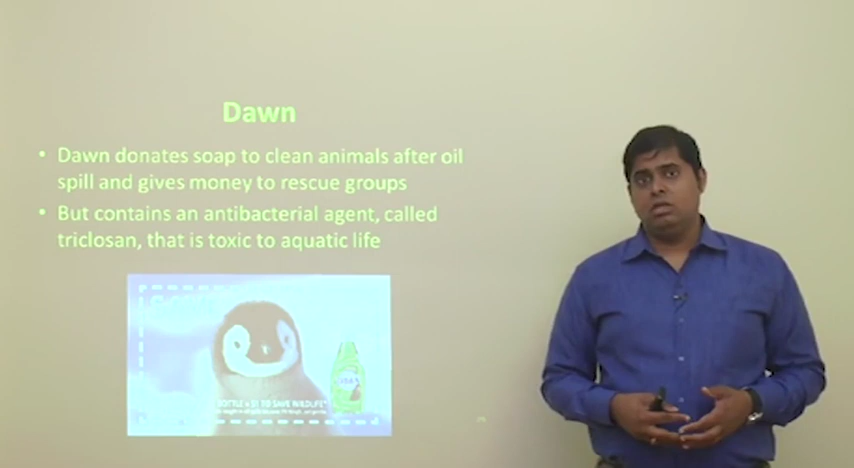 Dawn
• Dawn donates soap to clean animals after oil
spill and gives money to rescue groups
• But contains an antibacterial agent, called
triclosan, that is toxic to aquatic life
BOTTLE = $1 TO SAVE WILDLIFE*